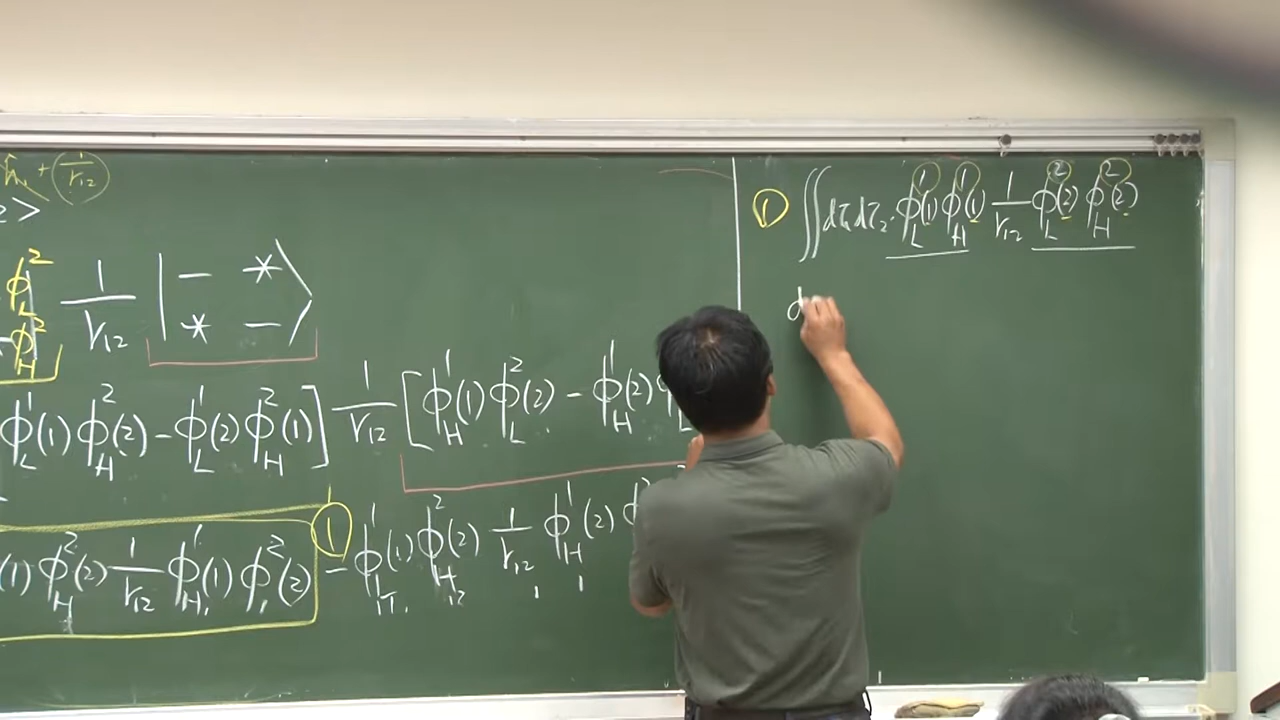 ĥ₁ + 1/r₁₂
2>
ϕ_L² 1/r₁₂ | − * * − ⟩
−ϕ_H²
ϕ_L¹(1) ϕ_H²(2) − ϕ_L¹(2) ϕ_H²(1) ] 1/r₁₂ [ ϕ_H¹(1) ϕ_L²(2) − ϕ_H¹(2)
(1) ϕ_H²(2) 1/r₁₂ ϕ_H¹(1) ϕ²(2) ① − ϕ_L¹(1) ϕ_H²(2) 1/r₁₂ ϕ_H¹(2)
① ∬ dτ₁dτ₂ · ϕ_L¹(1) ϕ_H¹(1) 1/r₁₂ ϕ_L²(2) ϕ_H²(2)